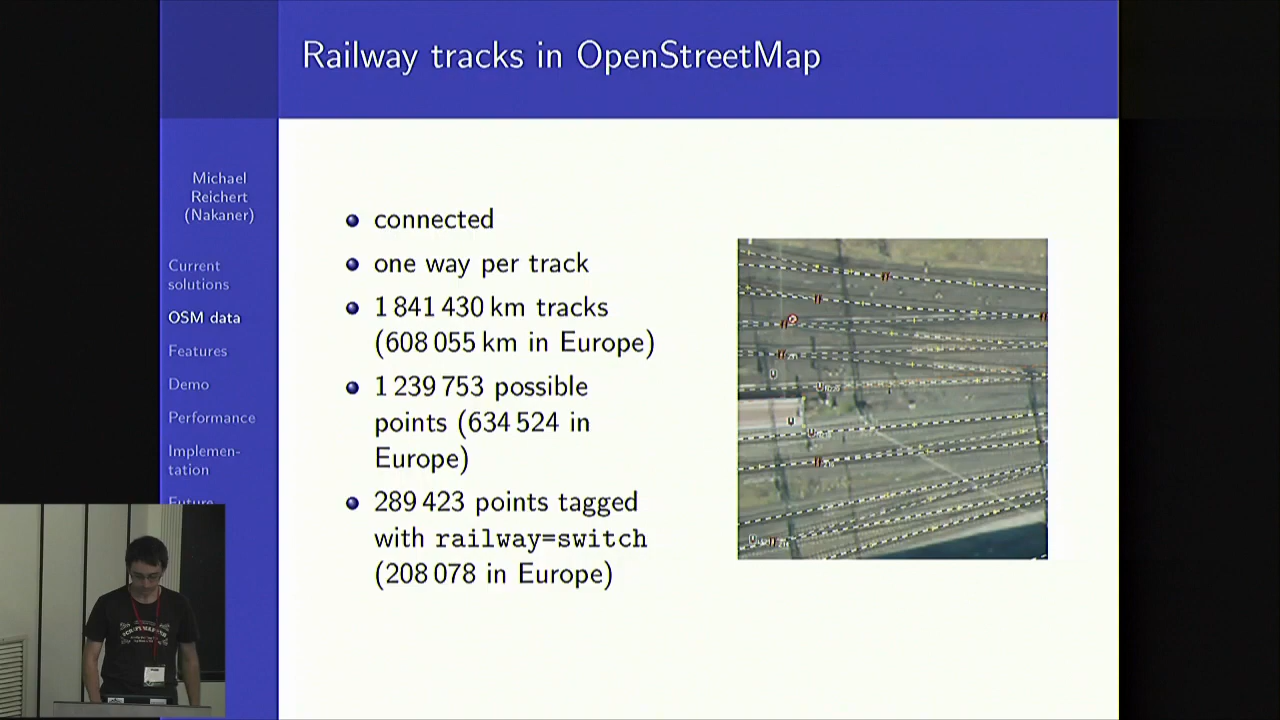 Railway tracks in OpenStreetMap
Michael
Reichert
(Nakaner)
Current
solutions
OSM data
Features
Demo
Performance
Implemen-
tation
Future
connected
one way per track
1 841 430 km tracks
(608 055 km in Europe)
1 239 753 possible
points (634 524 in
Europe)
289 423 points tagged
with railway=switch
(208 078 in Europe)